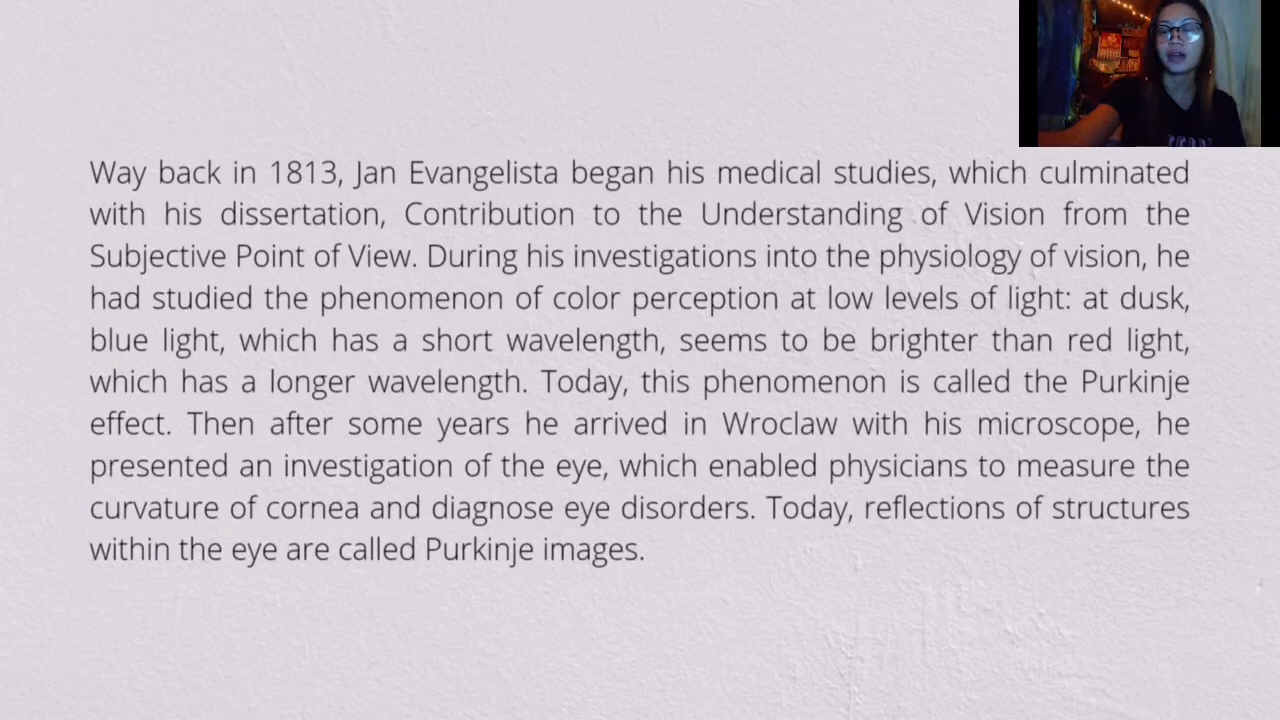 Way back in 1813, Jan Evangelista began his medical studies, which culminated
with his dissertation, Contribution to the Understanding of Vision from the
Subjective Point of View. During his investigations into the physiology of vision, he
had studied the phenomenon of color perception at low levels of light: at dusk,
blue light, which has a short wavelength, seems to be brighter than red light,
which has a longer wavelength. Today, this phenomenon is called the Purkinje
effect. Then after some years he arrived in Wroclaw with his microscope, he
presented an investigation of the eye, which enabled physicians to measure the
curvature of cornea and diagnose eye disorders. Today, reflections of structures
within the eye are called Purkinje images.